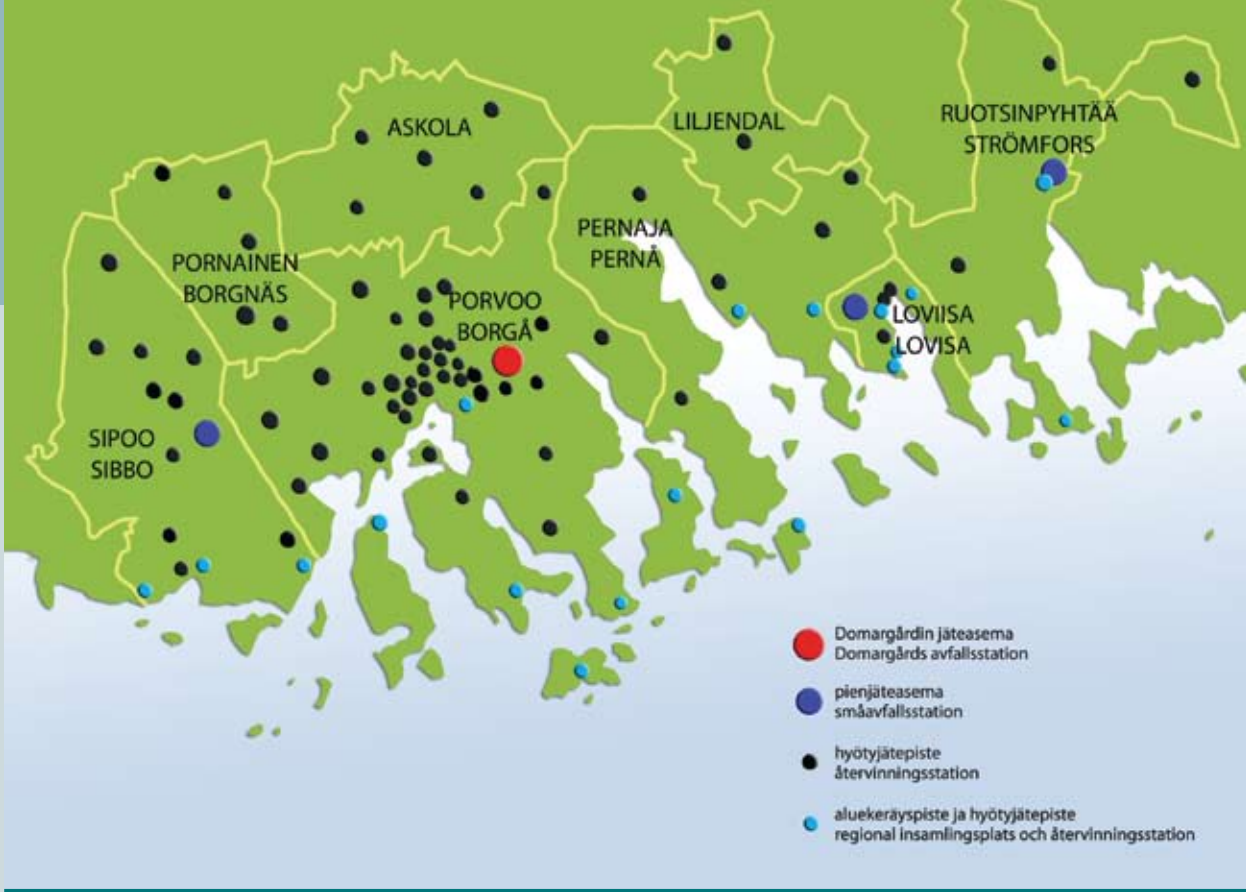 ASKOLA
LILJENDAL
RUOTSINPYHTÄÄ
STRÖMFORS
PERNAJA
PERNÅ
PORNAINEN
BORGNÄS
PORVOO
BORGÅ
LOVIISA
LOVISA
SIPOO
SIBBO
Domargårdin jäteasema
Domargårds avfallsstation
pienjäteasema
småavfallsstation
hyötyjätepiste
återvinningsstation
aluekeräyspiste ja hyötyjätepiste
regional insamlingsplats och återvinningsstation